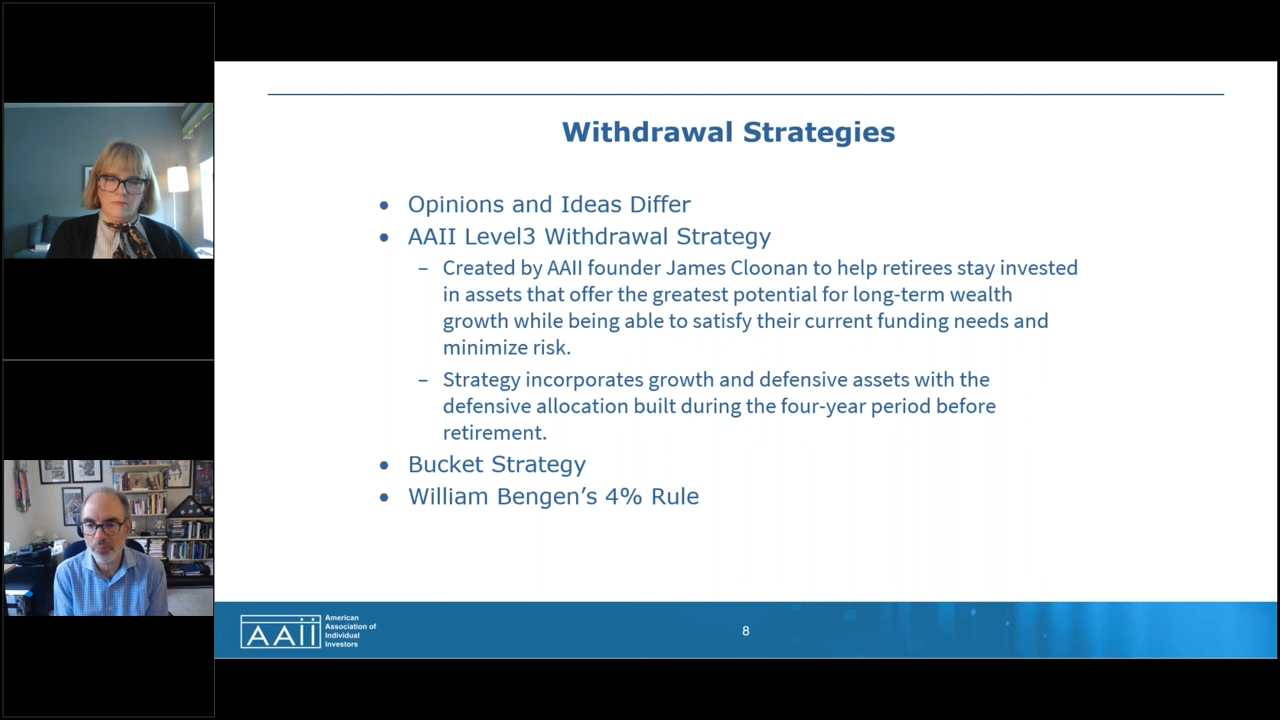 Withdrawal Strategies
• Opinions and Ideas Differ
• AAII Level3 Withdrawal Strategy
– Created by AAII founder James Cloonan to help retirees stay invested
in assets that offer the greatest potential for long-term wealth
growth while being able to satisfy their current funding needs and
minimize risk.
– Strategy incorporates growth and defensive assets with the
defensive allocation built during the four-year period before
retirement.
• Bucket Strategy
• William Bengen’s 4% Rule
AAII
American
Association of
Individual
Investors
8